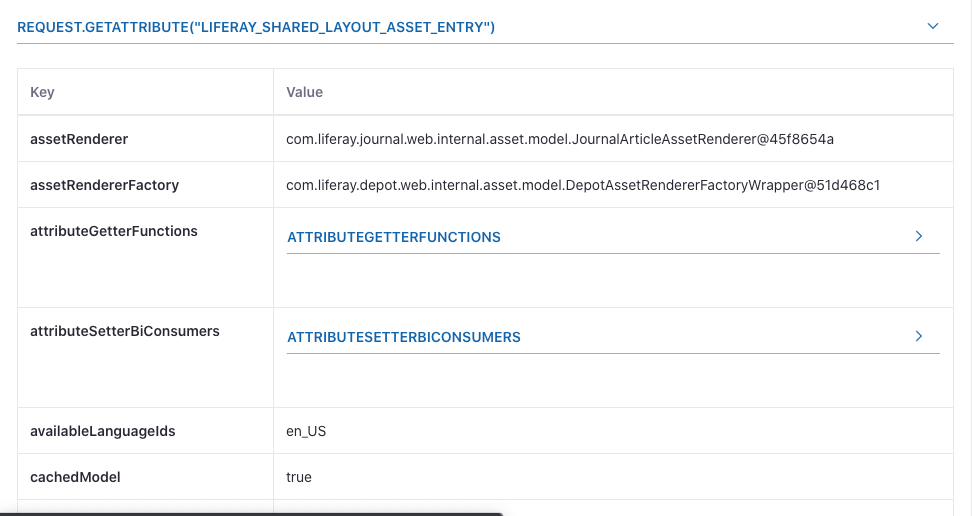 REQUEST.GETATTRIBUTE("LIFERAY_SHARED_LAYOUT_ASSET_ENTRY")
Key Value
assetRenderer com.liferay.journal.web.internal.asset.model.JournalArticleAssetRenderer@45f8654a
assetRendererFactory com.liferay.depot.web.internal.asset.model.DepotAssetRendererFactoryWrapper@51d468c1
attributeGetterFunctions ATTRIBUTEGETTERFUNCTIONS
attributeSetterBiConsumers ATTRIBUTESETTERBICONSUMERS
availableLanguageIds en_US
cachedModel true